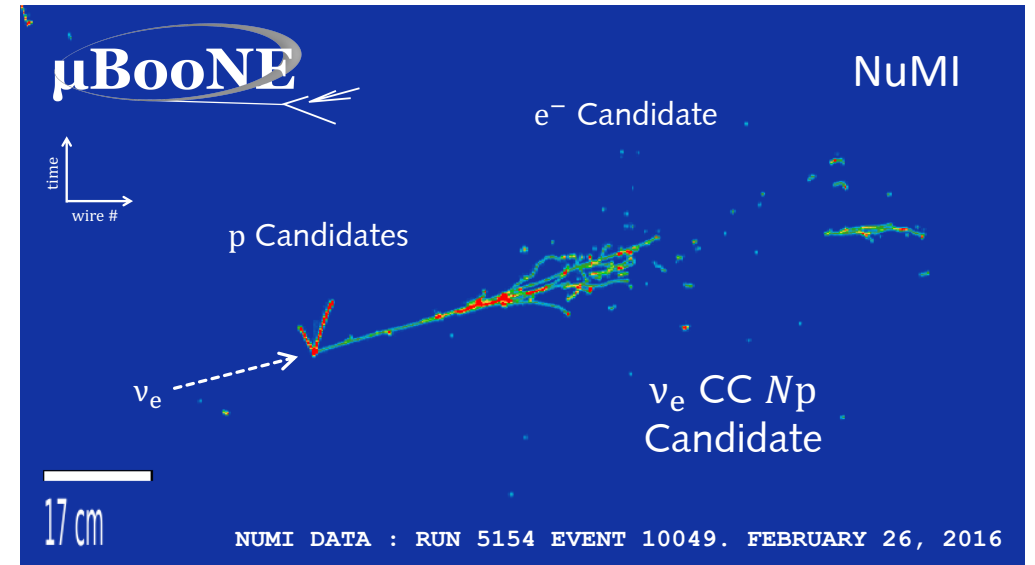 µBooNE
NuMI
e⁻ Candidate
time
wire #
p Candidates
νₑ
νₑ CC Np
Candidate
17 cm
NUMI DATA : RUN 5154 EVENT 10049. FEBRUARY 26, 2016